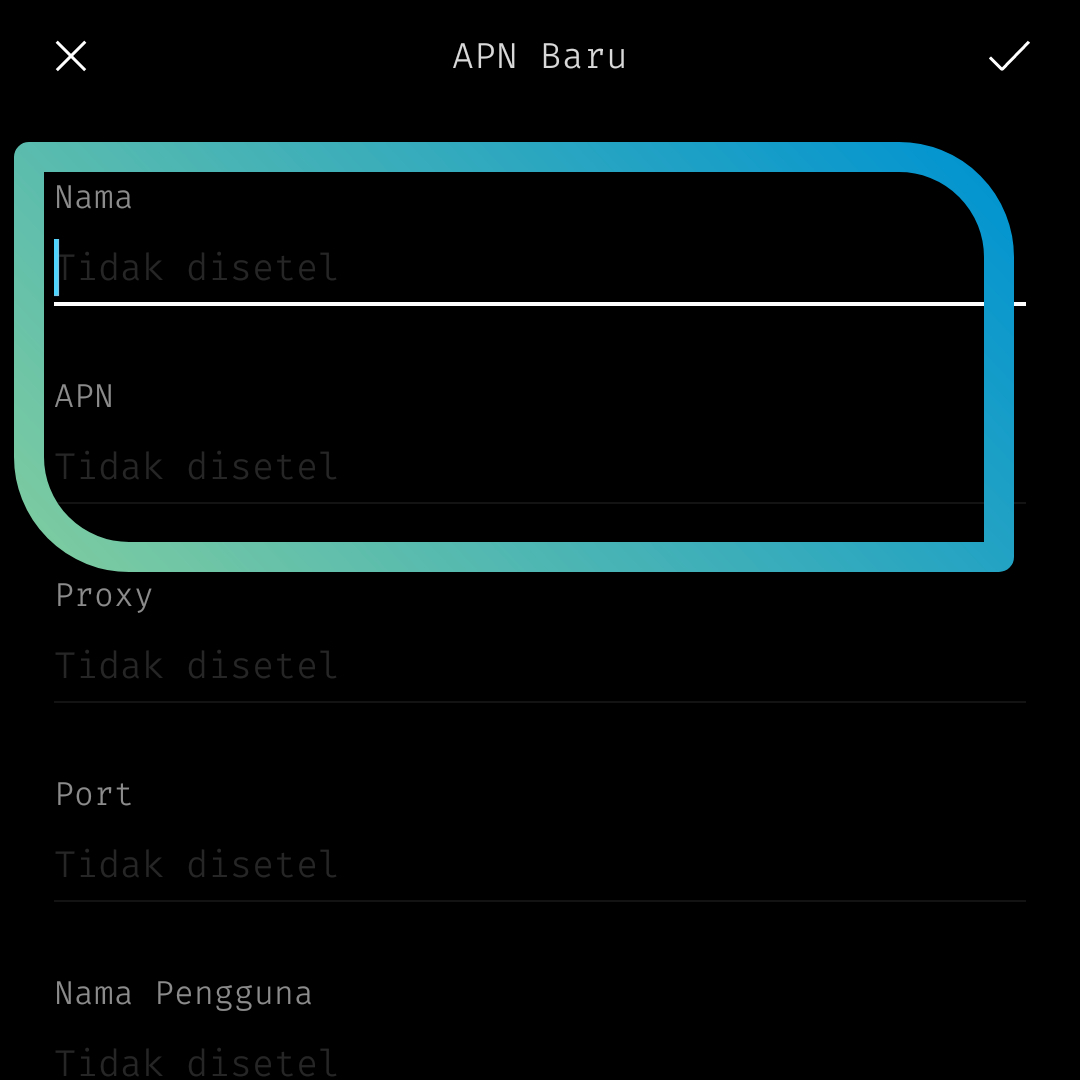 APN Baru
Nama
Tidak disetel
APN
Tidak disetel
Proxy
Tidak disetel
Port
Tidak disetel
Nama Pengguna
Tidak disetel